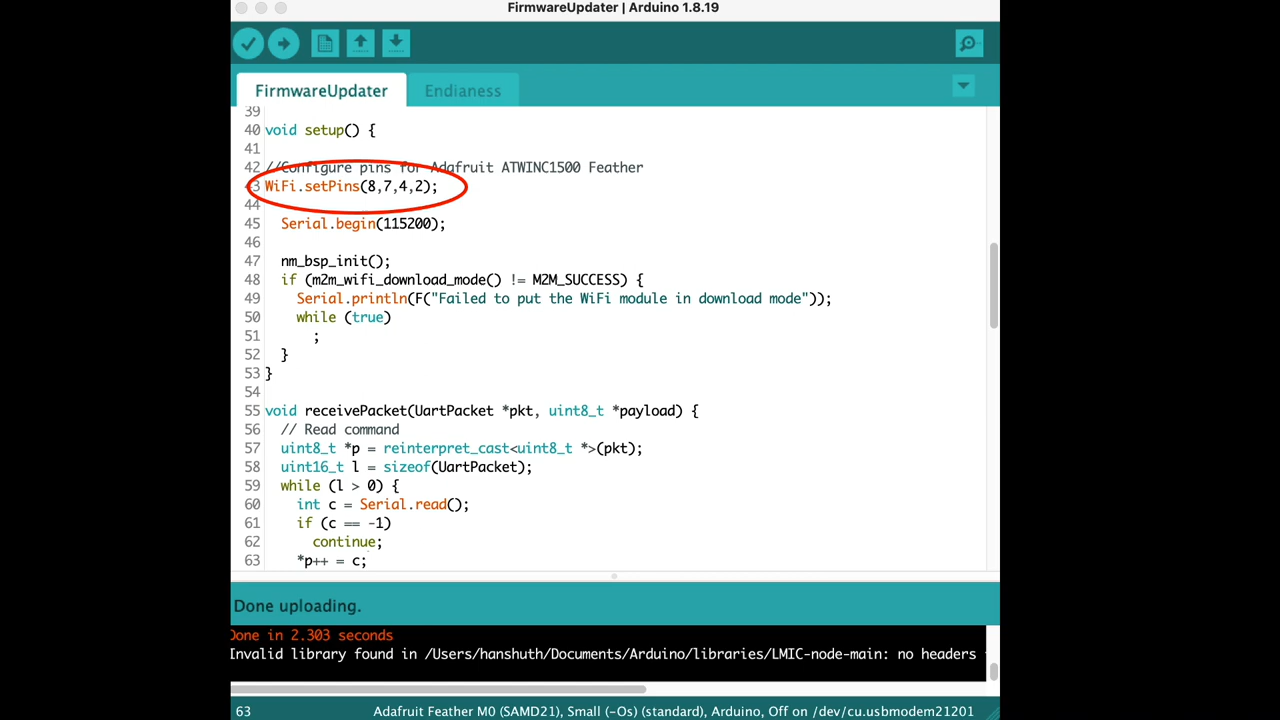 FirmwareUpdater | Arduino 1.8.19
FirmwareUpdater Endianess
39
40 void setup() {
41
42 //Configure pins for Adafruit ATWINC1500 Feather
43 WiFi.setPins(8,7,4,2);
44
45 Serial.begin(115200);
46
47 nm_bsp_init();
48 if (m2m_wifi_download_mode() != M2M_SUCCESS) {
49 Serial.println(F("Failed to put the WiFi module in download mode"));
50 while (true)
51 ;
52 }
53 }
54
55 void receivePacket(UartPacket *pkt, uint8_t *payload) {
56 // Read command
57 uint8_t *p = reinterpret_cast<uint8_t *>(pkt);
58 uint16_t l = sizeof(UartPacket);
59 while (l > 0) {
60 int c = Serial.read();
61 if (c == -1)
62 continue;
63 *p++ = c;
Done uploading.
Done in 2.303 seconds
Invalid library found in /Users/hanshuth/Documents/Arduino/libraries/LMIC-node-main: no headers
63 Adafruit Feather M0 (SAMD21), Small (-Os) (standard), Arduino, Off on /dev/cu.usbmodem21201